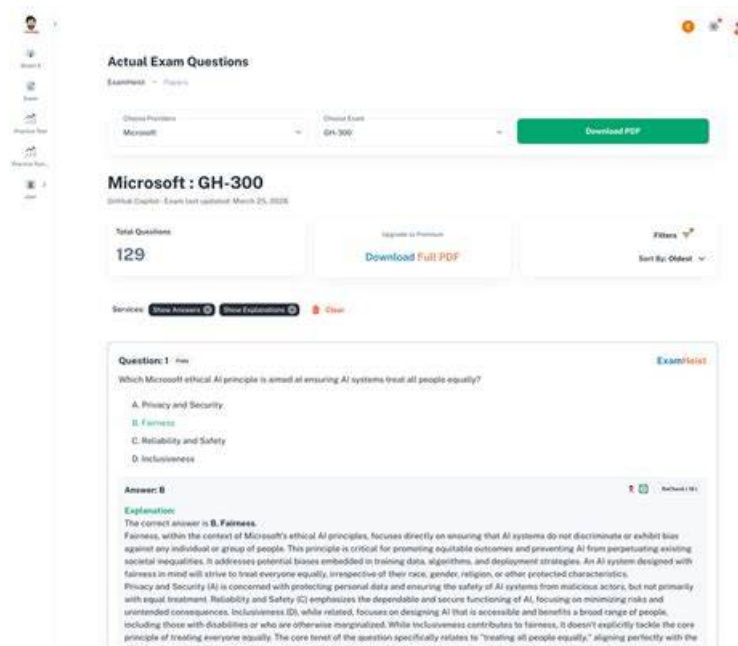 Actual Exam Questions
ExamHeist - Papers
Choose Providers
Microsoft
Choose Exam
GH-300
Download PDF
Microsoft : GH-300
GitHub Copilot - Exam last updated: March 25, 2026
Total Questions
129
Upgrade to Premium
Download Full PDF
Filters
Sort By: Oldest
Services: Show Answers Show Explanations Clear
Question: 1
ExamHeist
Which Microsoft ethical AI principle is aimed at ensuring AI systems treat all people equally?
A. Privacy and Security
B. Fairness
C. Reliability and Safety
D. Inclusiveness
Answer: B
Explanation:
The correct answer is B. Fairness.
Fairness, within the context of Microsoft's ethical AI principles, focuses directly on ensuring that AI systems do not discriminate or exhibit bias
against any individual or group of people. This principle is critical for promoting equitable outcomes and preventing AI from perpetuating existing
societal inequalities. It addresses potential biases embedded in training data, algorithms, and deployment strategies. An AI system designed with
fairness in mind will strive to treat everyone equally, irrespective of their race, gender, religion, or other protected characteristics.
Privacy and Security (A) is concerned with protecting personal data and ensuring the safety of AI systems from malicious actors, but not primarily
with equal treatment. Reliability and Safety (C) emphasizes the dependable and secure functioning of AI, focusing on minimizing risks and
unintended consequences. Inclusiveness (D), while related, focuses on designing AI that is accessible and benefits a broad range of people,
including those with disabilities or who are otherwise marginalized. While inclusiveness contributes to fairness, it doesn't explicitly tackle the core
principle of treating everyone equally. The core tenet of the question specifically relates to "treating all people equally," aligning perfectly with the